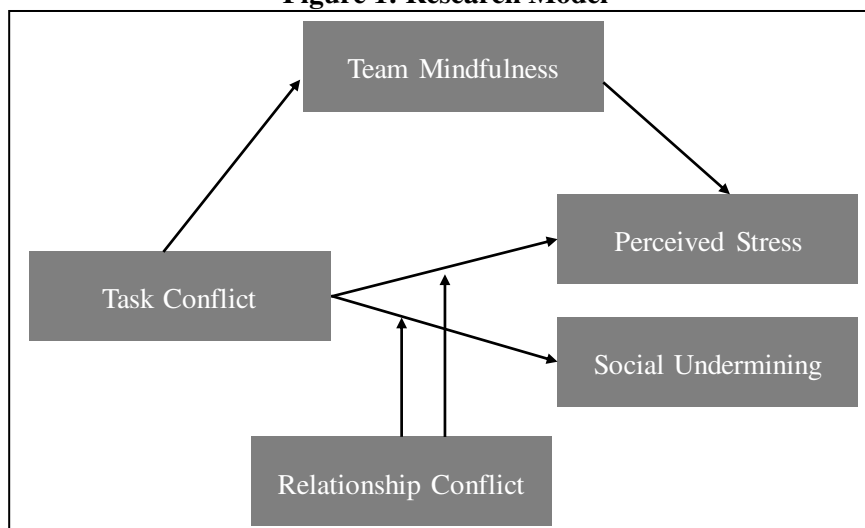 Figure 1: Research Model
Team Mindfulness
Perceived Stress
Task Conflict
Social Undermining
Relationship Conflict